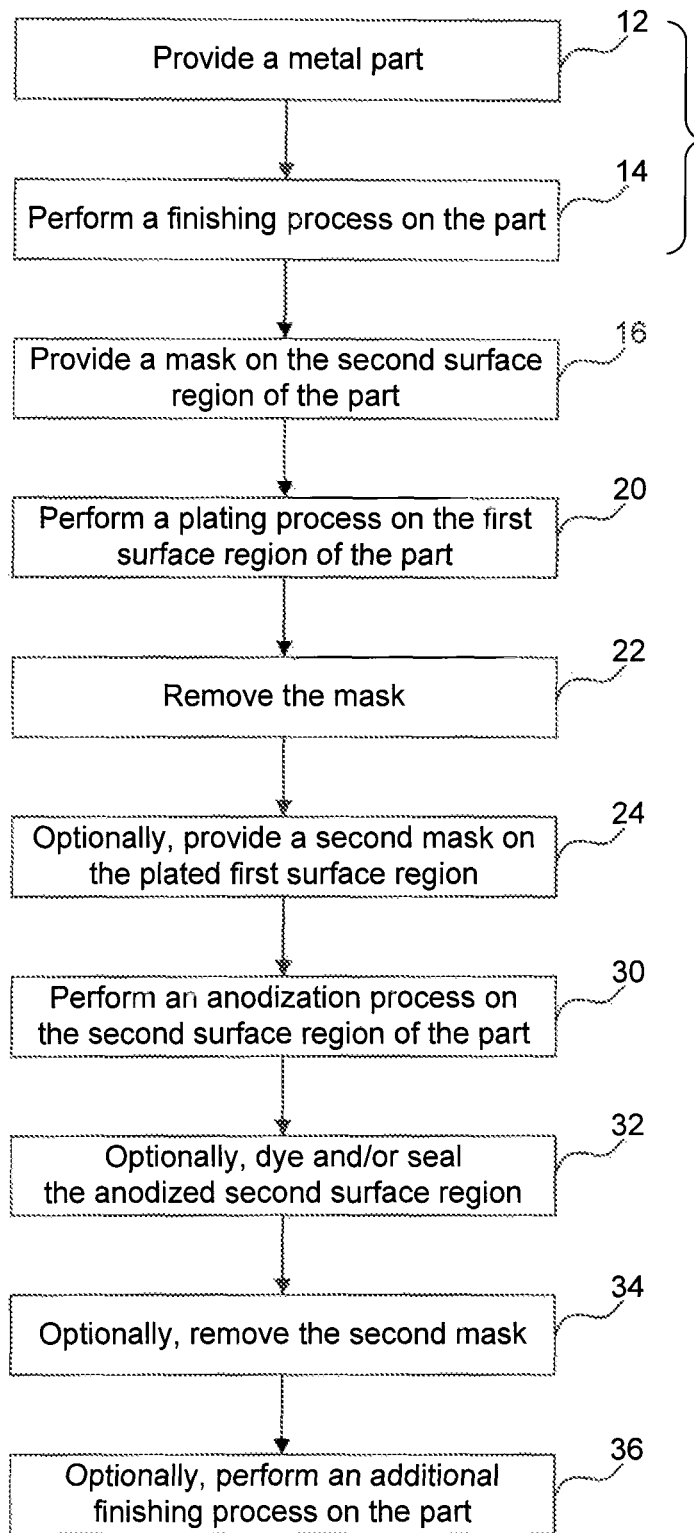 12
Provide a metal part
14
Perform a finishing process on the part
16
Provide a mask on the second surface
region of the part
20
Perform a plating process on the first
surface region of the part
22
Remove the mask
24
Optionally, provide a second mask on
the plated first surface region
30
Perform an anodization process on
the second surface region of the part
32
Optionally, dye and/or seal
the anodized second surface region
34
Optionally, remove the second mask
36
Optionally, perform an additional
finishing process on the part